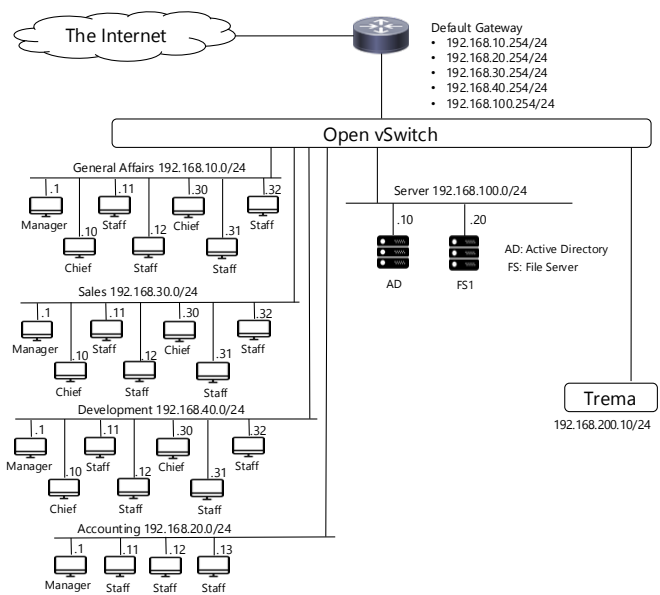 The Internet
Default Gateway
• 192.168.10.254/24
• 192.168.20.254/24
• 192.168.30.254/24
• 192.168.40.254/24
• 192.168.100.254/24
Open vSwitch
General Affairs 192.168.10.0/24
.1 .11 .30 .32
Manager Staff Chief Staff
.10 .12 .31
Chief Staff Staff
Server 192.168.100.0/24
.10 .20
AD FS1
AD: Active Directory
FS: File Server
Sales 192.168.30.0/24
.1 .11 .30 .32
Manager Staff Chief Staff
.10 .12 .31
Chief Staff Staff
Trema
192.168.200.10/24
Development 192.168.40.0/24
.1 .11 .30 .32
Manager Staff Chief Staff
.10 .12 .31
Chief Staff Staff
Accounting 192.168.20.0/24
.1 .11 .12 .13
Manager Staff Staff Staff